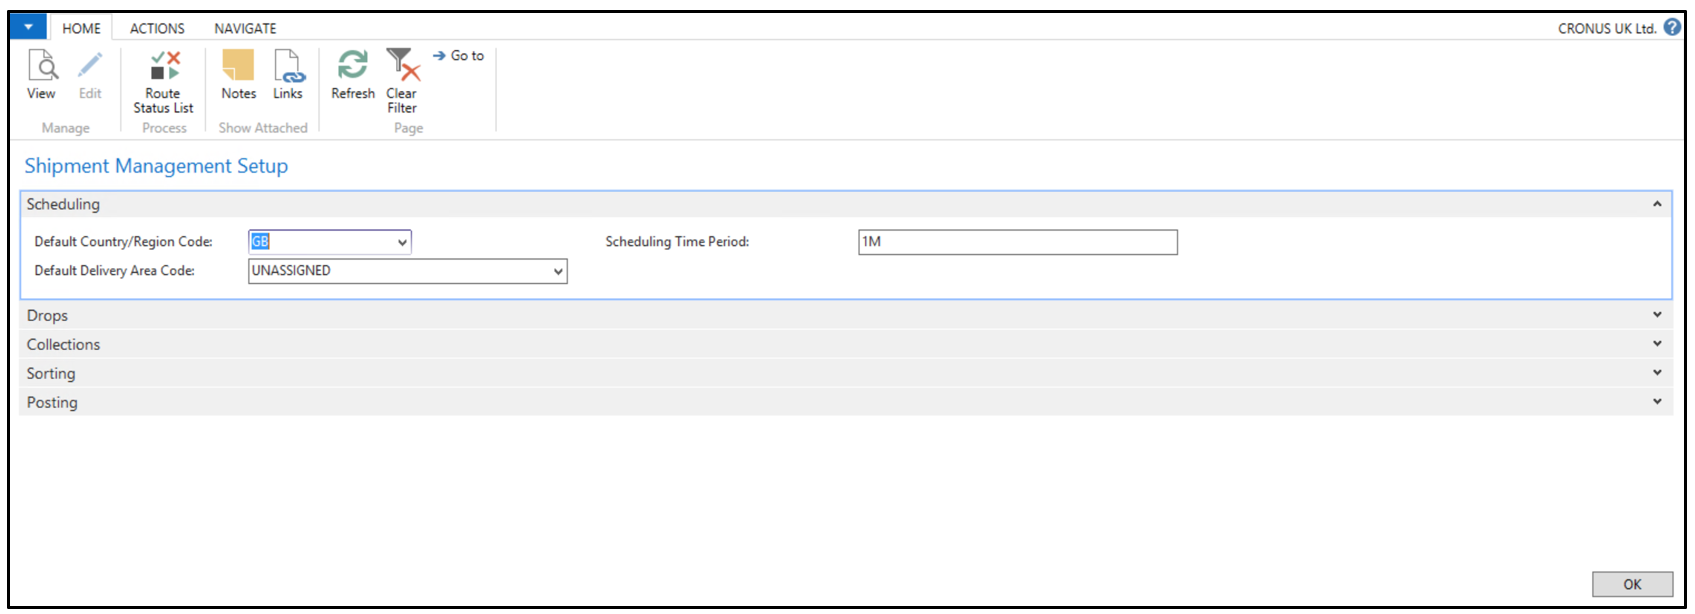 HOME ACTIONS NAVIGATE CRONUS UK Ltd. ?
Go to
View Edit Route Status List Notes Links Refresh Clear Filter
Manage Process Show Attached Page
Shipment Management Setup
Scheduling
Default Country/Region Code: GB Scheduling Time Period: 1M
Default Delivery Area Code: UNASSIGNED
Drops
Collections
Sorting
Posting
OK